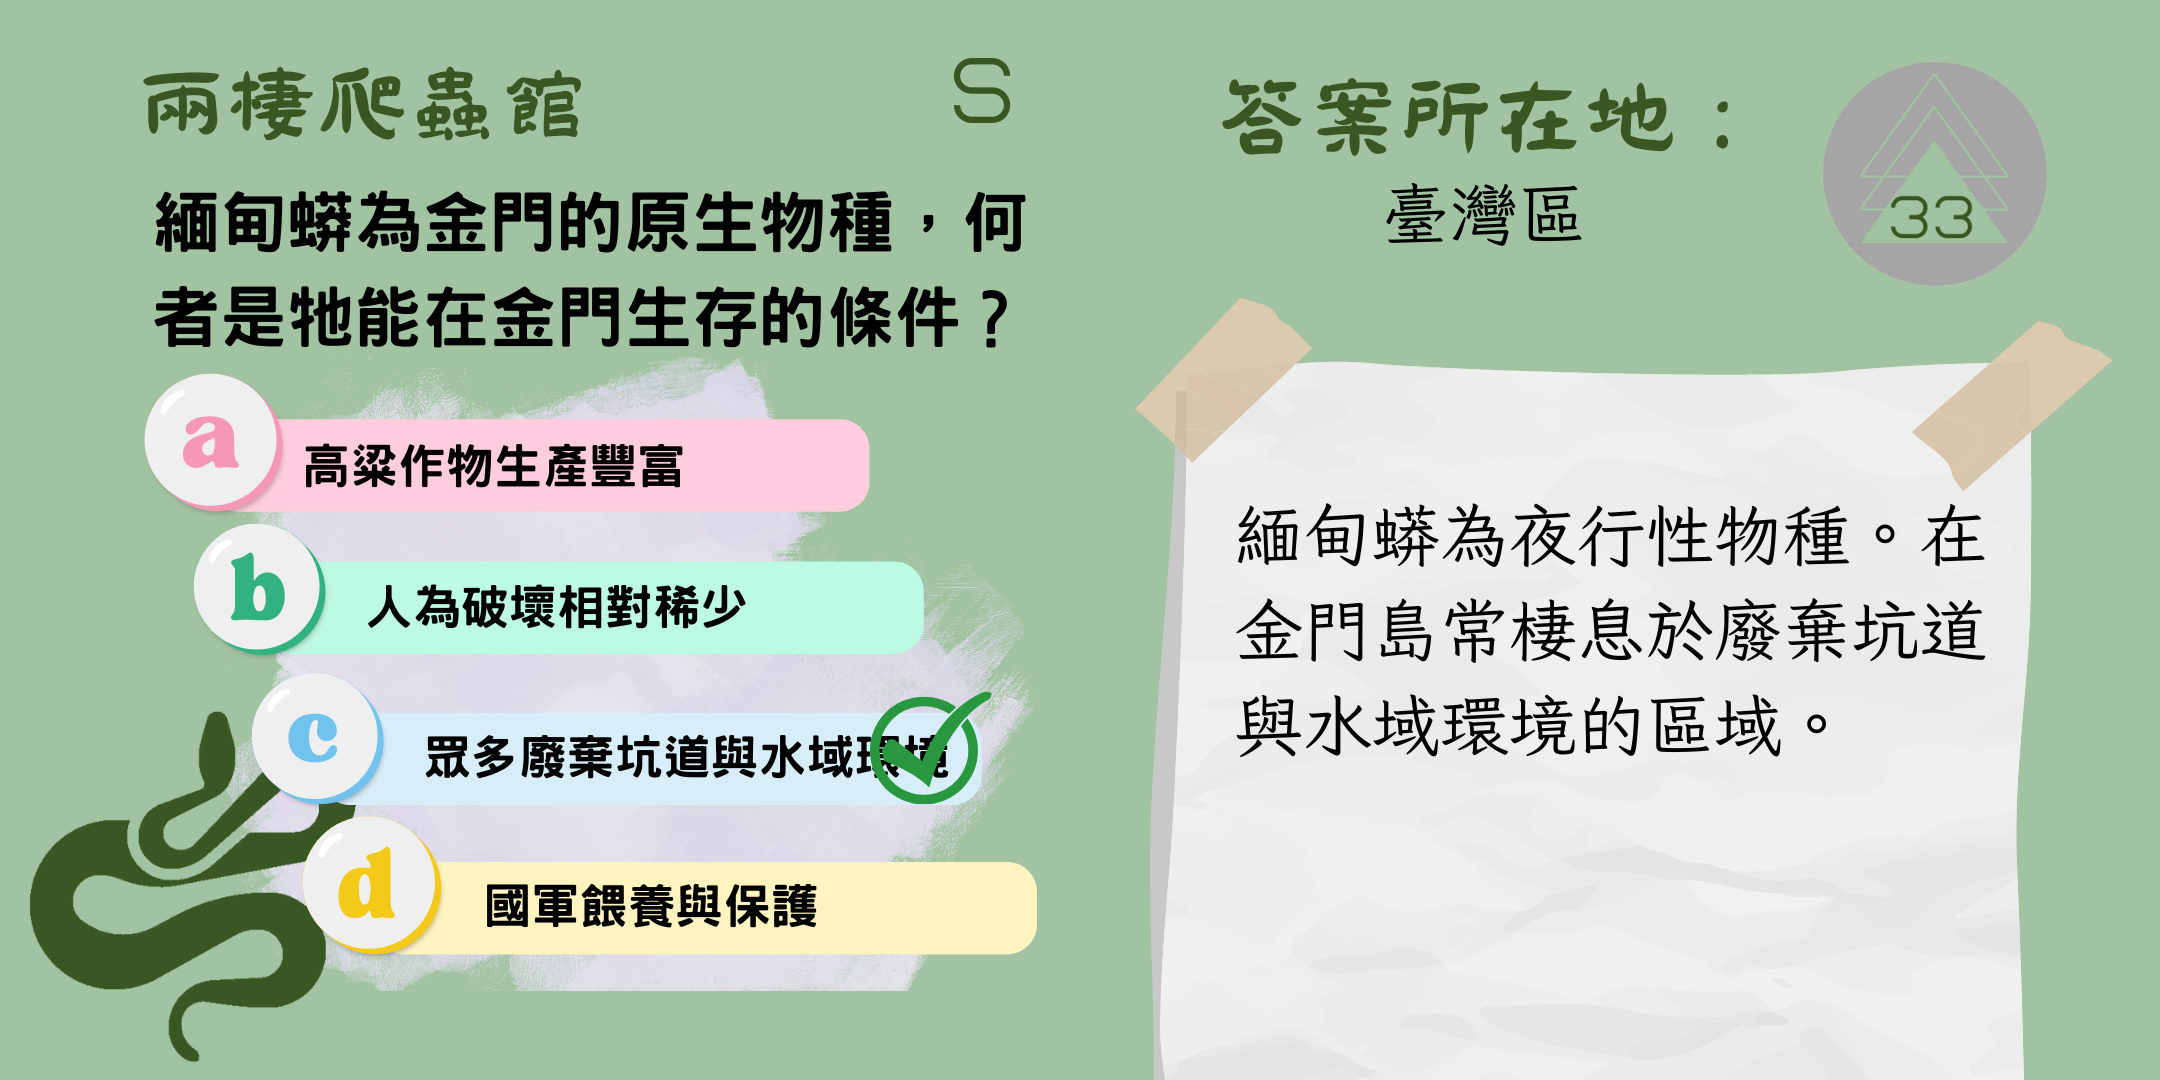 兩棲爬蟲館
S
緬甸蟒為金門的原生物種，何
者是牠能在金門生存的條件？
a
高粱作物生產豐富
b
人為破壞相對稀少
c
眾多廢棄坑道與水域環境
d
國軍餵養與保護
答案所在地：
臺灣區
33
緬甸蟒為夜行性物種。在
金門島常棲息於廢棄坑道
與水域環境的區域。